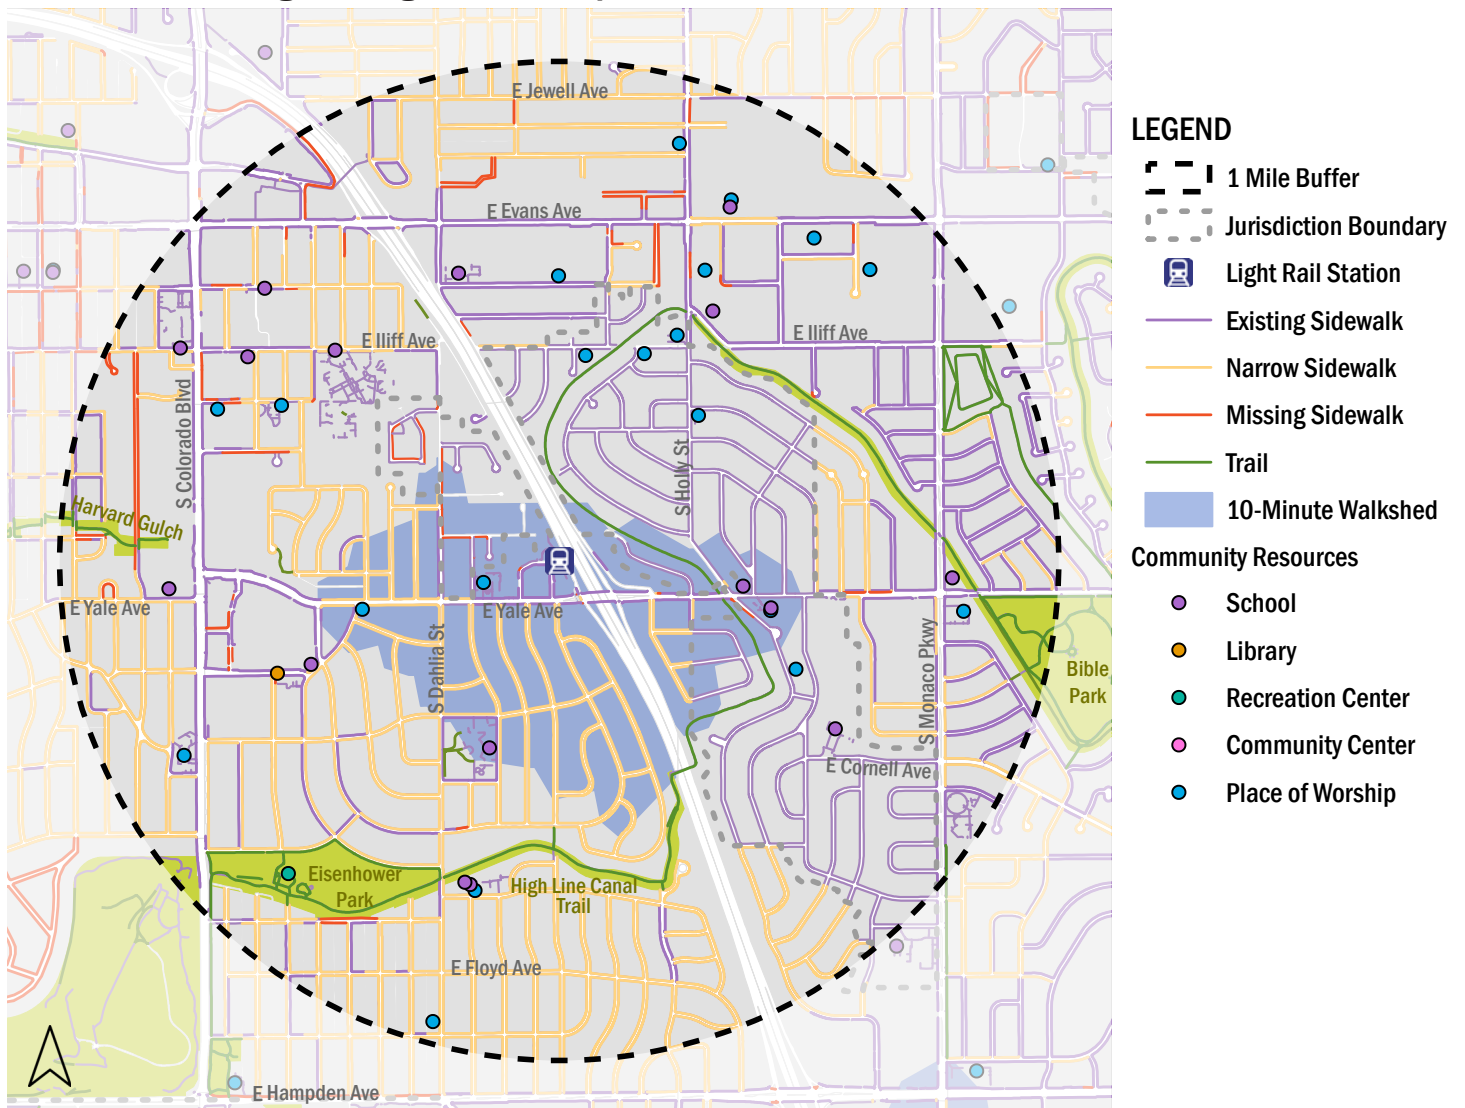 E Jewell Ave
E Evans Ave
E Iliff Ave
E Iliff Ave
S Colorado Blvd
S Holly St
Harvard Gulch
E Yale Ave
E Yale Ave
S Dahlia St
S Monaco Pkwy
Bible
Park
E Cornell Ave
Eisenhower
Park
High Line Canal
Trail
E Floyd Ave
E Hampden Ave
LEGEND
1 Mile Buffer
Jurisdiction Boundary
Light Rail Station
Existing Sidewalk
Narrow Sidewalk
Missing Sidewalk
Trail
10-Minute Walkshed
Community Resources
School
Library
Recreation Center
Community Center
Place of Worship